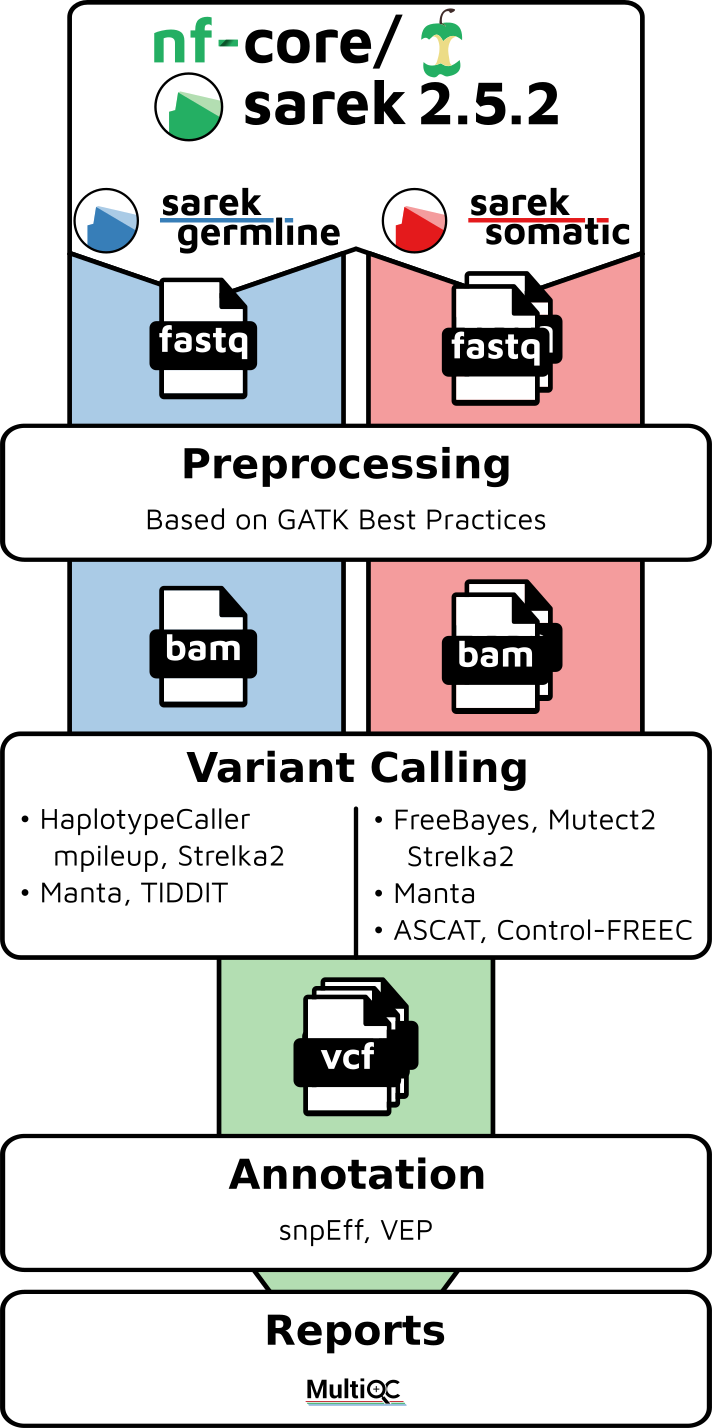 nf-core/
sarek 2.5.2
sarek
germline
sarek
somatic
fastq
fastq
Preprocessing
Based on GATK Best Practices
bam
bam
Variant Calling
• HaplotypeCaller
mpileup, Strelka2
• Manta, TIDDIT
• FreeBayes, Mutect2
Strelka2
• Manta
• ASCAT, Control-FREEC
vcf
Annotation
snpEff, VEP
Reports
MultiQC